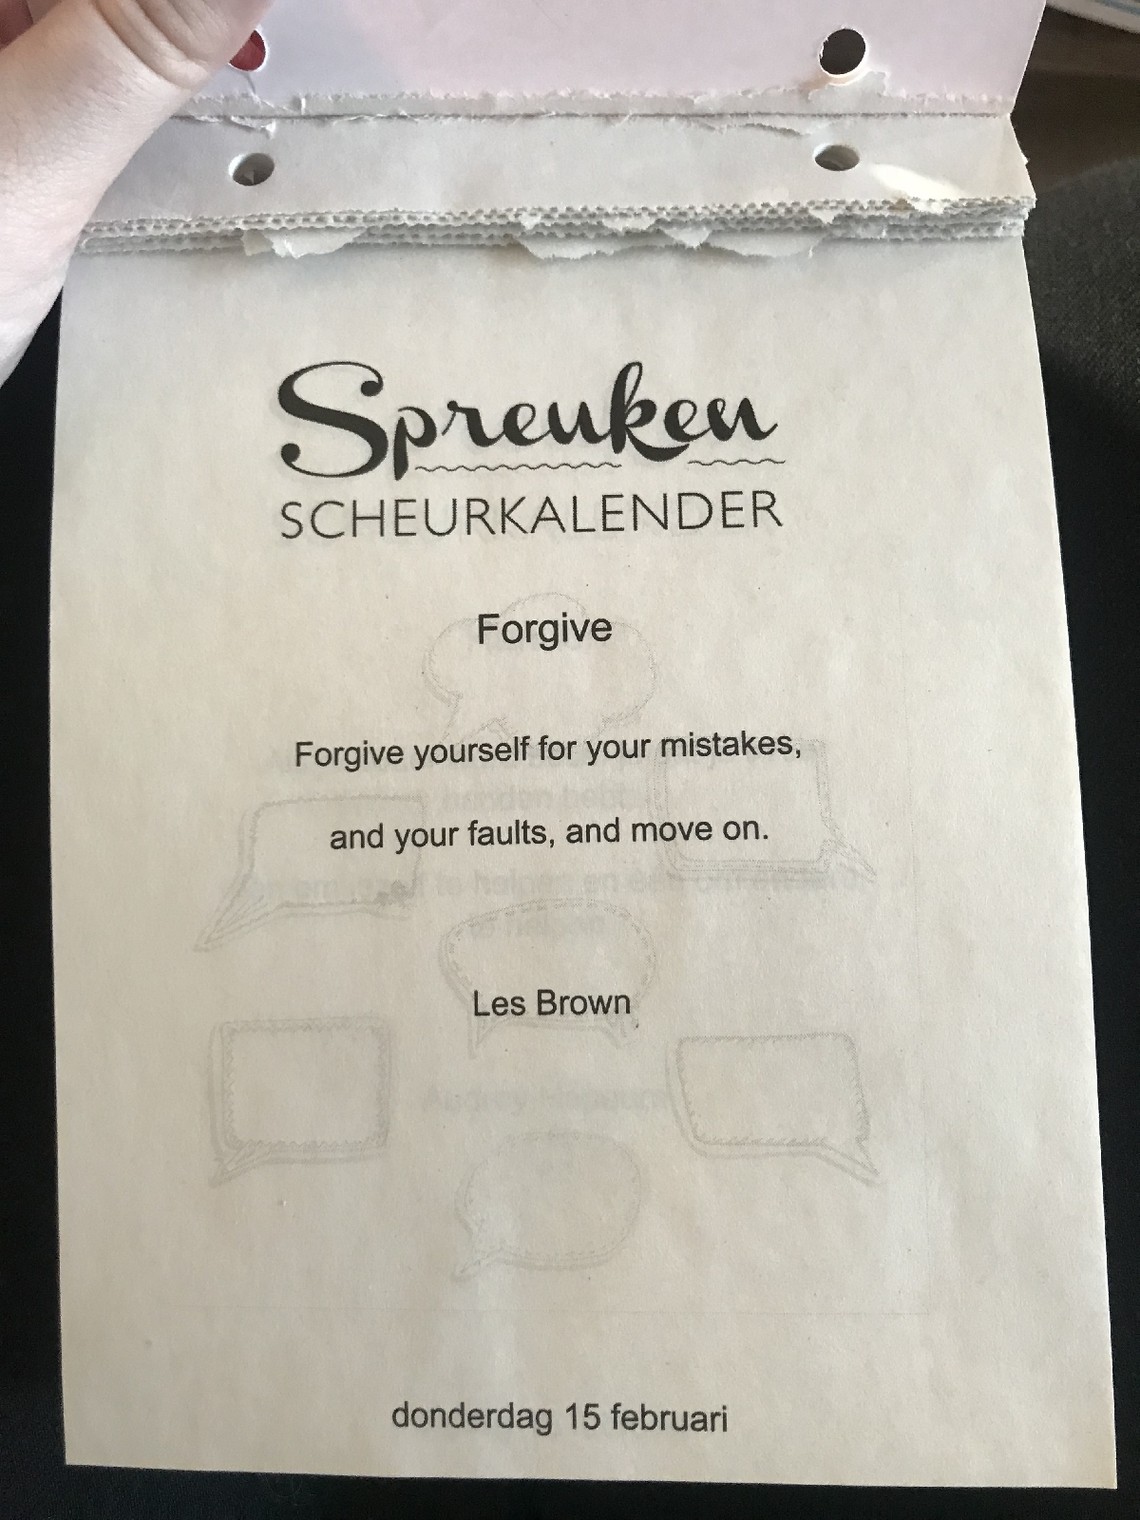 Spreuken
SCHEURKALENDER
Forgive
Forgive yourself for your mistakes,
and your faults, and move on.
Les Brown
donderdag 15 februari